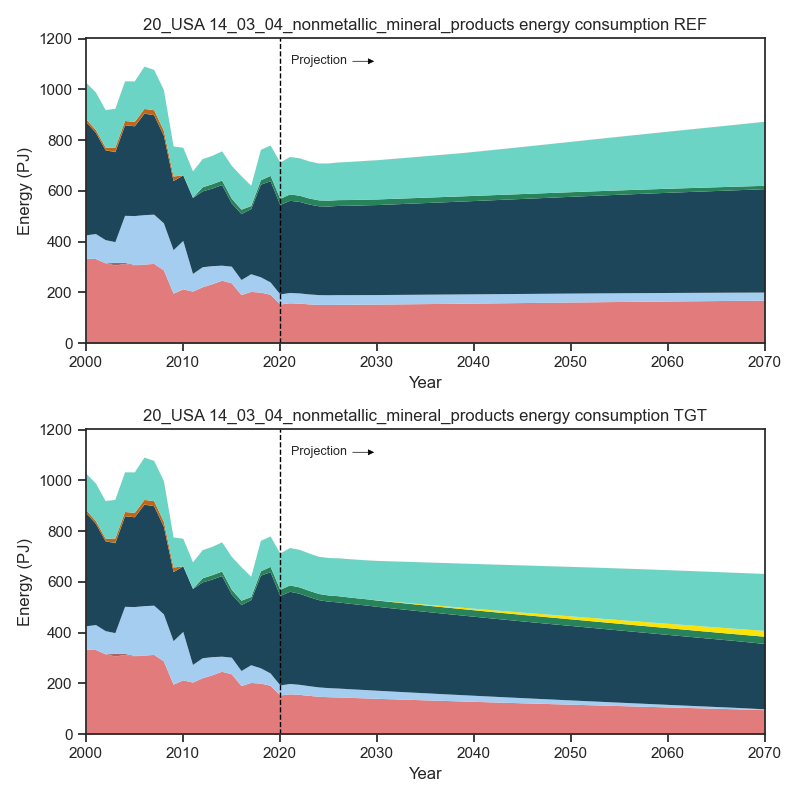 20_USA 14_03_04_nonmetallic_mineral_products energy consumption REF
1200
1000
800
600
400
200
0
Energy (PJ)
Projection
2000 2010 2020 2030 2040 2050 2060 2070
Year
20_USA 14_03_04_nonmetallic_mineral_products energy consumption TGT
1200
1000
800
600
400
200
0
Energy (PJ)
Projection
2000 2010 2020 2030 2040 2050 2060 2070
Year